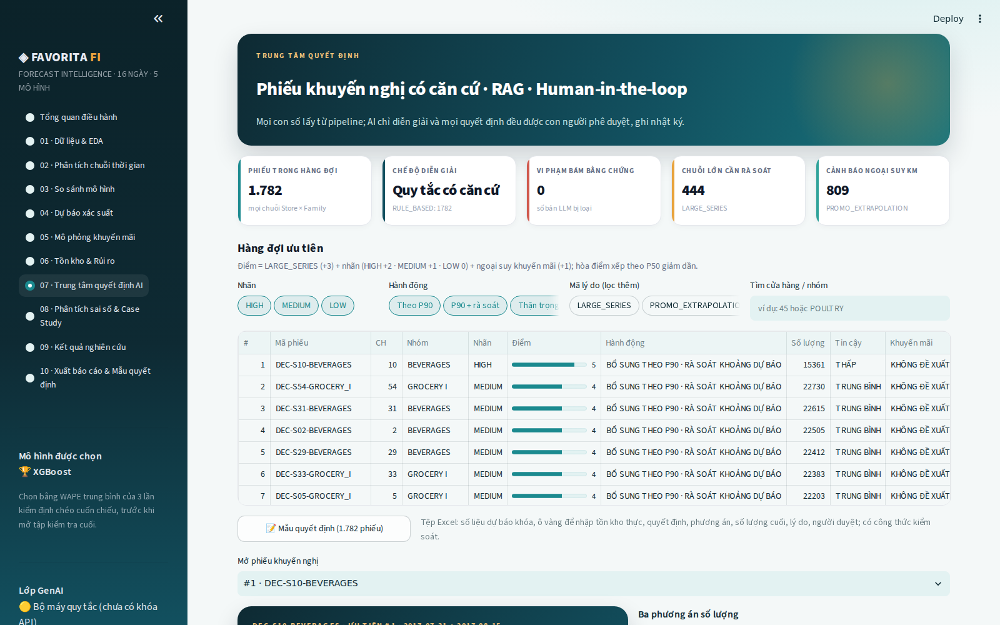 Deploy
◈ FAVORITA FI
FORECAST INTELLIGENCE · 16 NGÀY · 5
MÔ HÌNH
Tổng quan điều hành
01 · Dữ liệu & EDA
02 · Phân tích chuỗi thời gian
03 · So sánh mô hình
04 · Dự báo xác suất
05 · Mô phỏng khuyến mãi
06 · Tồn kho & Rủi ro
07 · Trung tâm quyết định AI
08 · Phân tích sai số & Case
Study
09 · Kết quả nghiên cứu
10 · Xuất báo cáo & Mẫu quyết
định
Mô hình được chọn
🏆 XGBoost
Chọn bằng WAPE trung bình của 3 lần
kiểm định chéo cuốn chiếu, trước khi
mở tập kiểm tra cuối.
Lớp GenAI
🟡 Bộ máy quy tắc (chưa có khóa
API)
TRUNG TÂM QUYẾT ĐỊNH
Phiếu khuyến nghị có căn cứ · RAG · Human-in-the-loop
Mọi con số lấy từ pipeline; AI chỉ diễn giải và mọi quyết định đều được con người phê duyệt, ghi nhật ký.
PHIẾU TRONG HÀNG ĐỢI
1.782
mọi chuỗi Store × Family
CHẾ ĐỘ DIỄN GIẢI
Quy tắc có căn cứ
RULE_BASED: 1782
VI PHẠM BÁM BẰNG CHỨNG
0
số bản LLM bị loại
CHUỖI LỚN CẦN RÀ SOÁT
444
LARGE_SERIES
CẢNH BÁO NGOẠI SUY KM
809
PROMO_EXTRAPOLATION
Hàng đợi ưu tiên
Điểm = LARGE_SERIES (+3) + nhãn (HIGH +2 · MEDIUM +1 · LOW 0) + ngoại suy khuyến mãi (+1); hòa điểm xếp theo P50 giảm dần.
Nhãn Hành động Mã lý do (lọc thêm) Tìm cửa hàng / nhóm
HIGH MEDIUM LOW Theo P90 P90 + rà soát Thận trọng LARGE_SERIES PROMO_EXTRAPOLATIO ví dụ: 45 hoặc POULTRY
# Mã phiếu CH Nhóm Nhãn Điểm Hành động Số lượng Tin cậy Khuyến mãi
1 DEC-S10-BEVERAGES 10 BEVERAGES HIGH 5 BỔ SUNG THEO P90 · RÀ SOÁT KHOẢNG DỰ BÁO 15361 THẤP KHÔNG ĐỀ XUẤT
2 DEC-S54-GROCERY_I 54 GROCERY I MEDIUM 4 BỔ SUNG THEO P90 · RÀ SOÁT KHOẢNG DỰ BÁO 22730 TRUNG BÌNH KHÔNG ĐỀ XUẤT
3 DEC-S31-BEVERAGES 31 BEVERAGES MEDIUM 4 BỔ SUNG THEO P90 · RÀ SOÁT KHOẢNG DỰ BÁO 22615 TRUNG BÌNH KHÔNG ĐỀ XUẤT
4 DEC-S02-BEVERAGES 2 BEVERAGES MEDIUM 4 BỔ SUNG THEO P90 · RÀ SOÁT KHOẢNG DỰ BÁO 22505 TRUNG BÌNH KHÔNG ĐỀ XUẤT
5 DEC-S29-BEVERAGES 29 BEVERAGES MEDIUM 4 BỔ SUNG THEO P90 · RÀ SOÁT KHOẢNG DỰ BÁO 22412 TRUNG BÌNH KHÔNG ĐỀ XUẤT
6 DEC-S33-GROCERY_I 33 GROCERY I MEDIUM 4 BỔ SUNG THEO P90 · RÀ SOÁT KHOẢNG DỰ BÁO 22383 TRUNG BÌNH KHÔNG ĐỀ XUẤT
7 DEC-S05-GROCERY_I 5 GROCERY I MEDIUM 4 BỔ SUNG THEO P90 · RÀ SOÁT KHOẢNG DỰ BÁO 22203 TRUNG BÌNH KHÔNG ĐỀ XUẤT
📝 Mẫu quyết định (1.782 phiếu)
Tệp Excel: số liệu dự báo khóa, ô vàng để nhập tồn kho thực, quyết định, phương án, số lượng cuối, lý do, người duyệt; có công thức kiểm
soát.
Mở phiếu khuyến nghị
#1 · DEC-S10-BEVERAGES
DEC-S10-BEVERAGES · ƯU TIÊN #1 · 2017-07-31 → 2017-08-15
Ba phương án số lượng